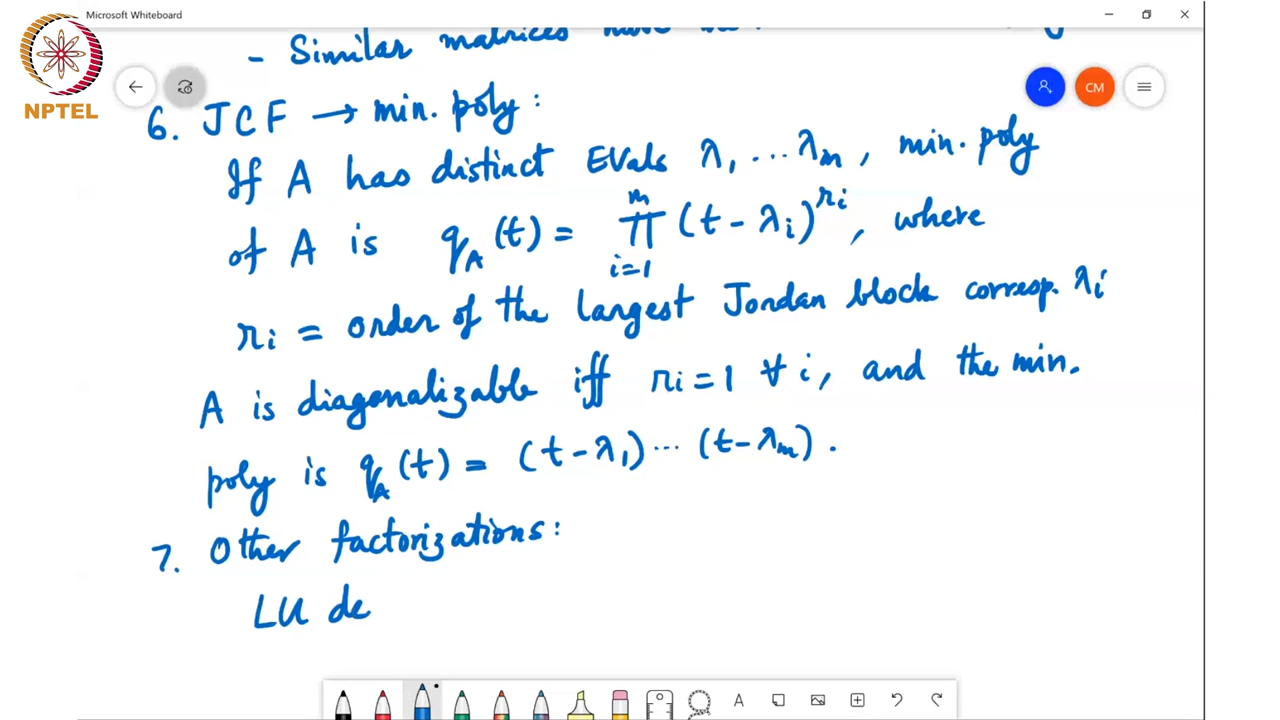 Microsoft Whiteboard
- Similar matrices have
NPTEL
CM
6. JCF → min. poly:
If A has distinct EVals λ₁ ... λₘ, min. poly
of A is q_A(t) = ∏_{i=1}^{m} (t - λᵢ)^{rᵢ}, where
rᵢ = order of the largest Jordan block corresp. λᵢ
A is diagonalizable iff rᵢ = 1 ∀ i, and the min.
poly is q_A(t) = (t - λ₁) ... (t - λₘ).
7. Other factorizations:
LU de
A